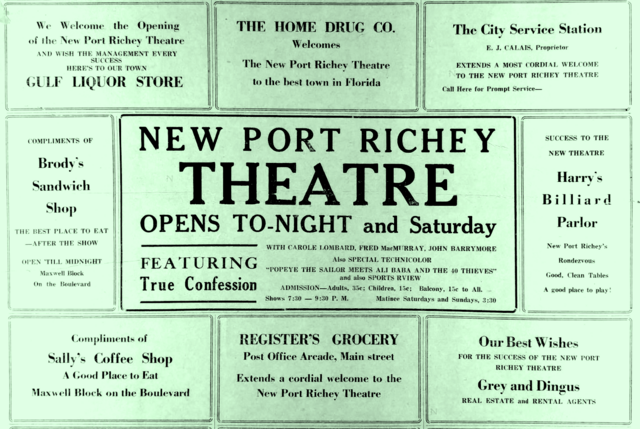 We Welcome the Opening
of the New Port Richey Theatre
AND WISH THE MANAGEMENT EVERY
SUCCESS
HERE'S TO OUR TOWN
GULF LIQUOR STORE
THE HOME DRUG CO.
Welcomes
The New Port Richey Theatre
to the best town in Florida
The City Service Station
E. J. CALAIS, Proprietor
EXTENDS A MOST CORDIAL WELCOME
TO THE NEW PORT RICHEY THEATRE
Call Here for Prompt Service—
COMPLIMENTS OF
Brody's
Sandwich
Shop
THE BEST PLACE TO EAT
—AFTER THE SHOW
OPEN 'TILL MIDNIGHT
Maxwell Block
On the Boulevard
NEW PORT RICHEY
THEATRE
OPENS TO-NIGHT and Saturday
FEATURING
True Confession
WITH CAROLE LOMBARD, FRED MacMURRAY, JOHN BARRYMORE
Also SPECIAL TECHNICOLOR
"POPEYE THE SAILOR MEETS ALI BABA AND THE 40 THIEVES"
and also SPORTS RVIEW
ADMISSION—Adults, 35c; Children, 15c; Balcony, 15c to All.
Shows 7:30 — 9:30 P. M. Matinee Saturdays and Sundays, 3:30
SUCCESS TO THE
NEW THEATRE
Harry's
Billiard
Parlor
New Port Richey's
Rendezvous
Good, Clean Tables
A good place to play!
Compliments of
Sally's Coffee Shop
A Good Place to Eat
Maxwell Block on the Boulevard
REGISTER'S GROCERY
Post Office Arcade, Main street
Extends a cordial welcome to the
New Port Richey Theatre
Our Best Wishes
FOR THE SUCCESS OF THE NEW PORT
RICHEY THEATRE
Grey and Dingus
REAL ESTATE and RENTAL AGENTS